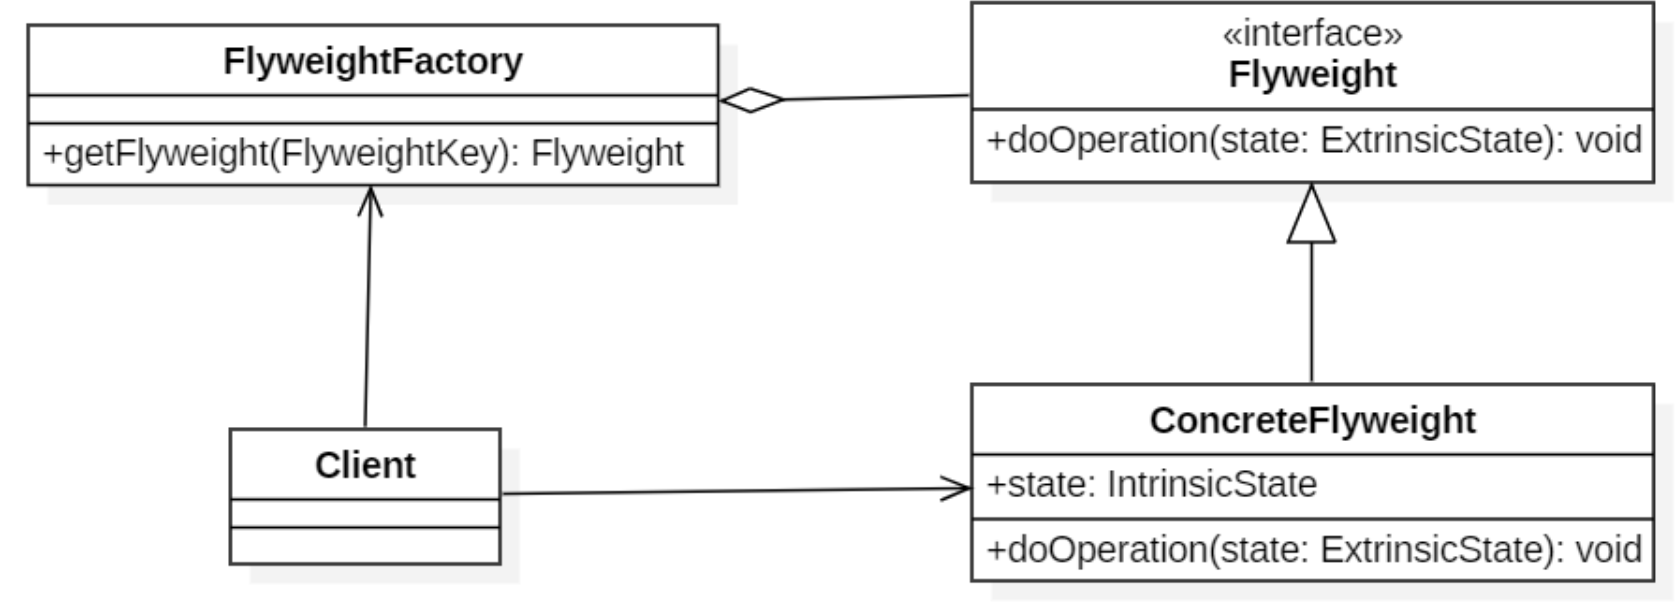 FlyweightFactory
+getFlyweight(FlyweightKey): Flyweight
«interface»
Flyweight
+doOperation(state: ExtrinsicState): void
Client
ConcreteFlyweight
+state: IntrinsicState
+doOperation(state: ExtrinsicState): void